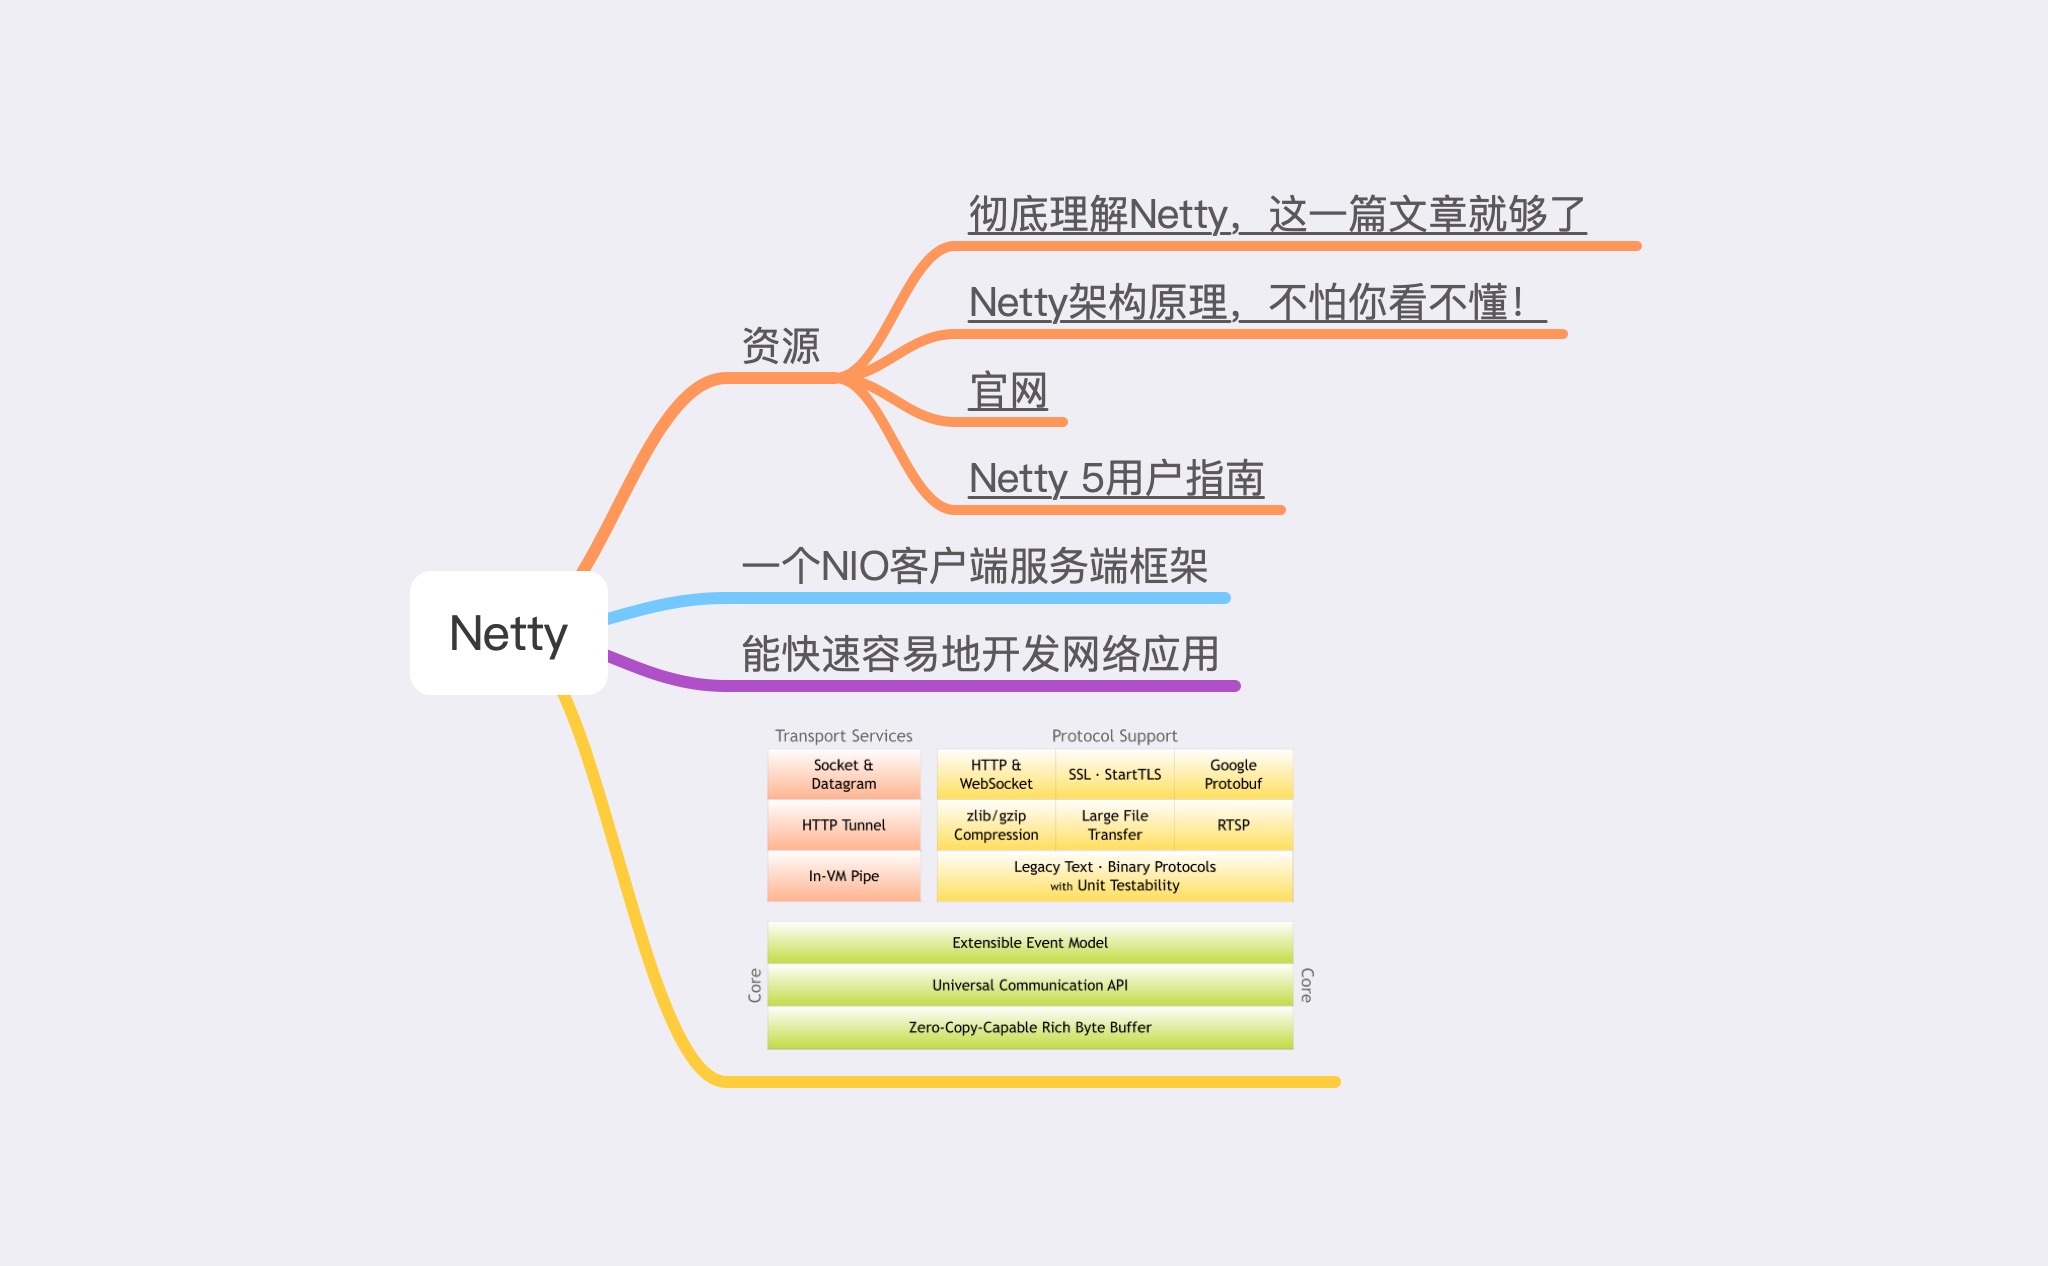 彻底理解Netty，这一篇文章就够了
Netty架构原理，不怕你看不懂！
资源
官网
Netty 5用户指南
一个NIO客户端服务端框架
Netty
能快速容易地开发网络应用
Transport Services
Socket &
Datagram
HTTP Tunnel
In-VM Pipe
Protocol Support
HTTP &
WebSocket
SSL · StartTLS
Google
Protobuf
zlib/gzip
Compression
Large File
Transfer
RTSP
Legacy Text · Binary Protocols
with Unit Testability
Core
Extensible Event Model
Universal Communication API
Zero-Copy-Capable Rich Byte Buffer
Core